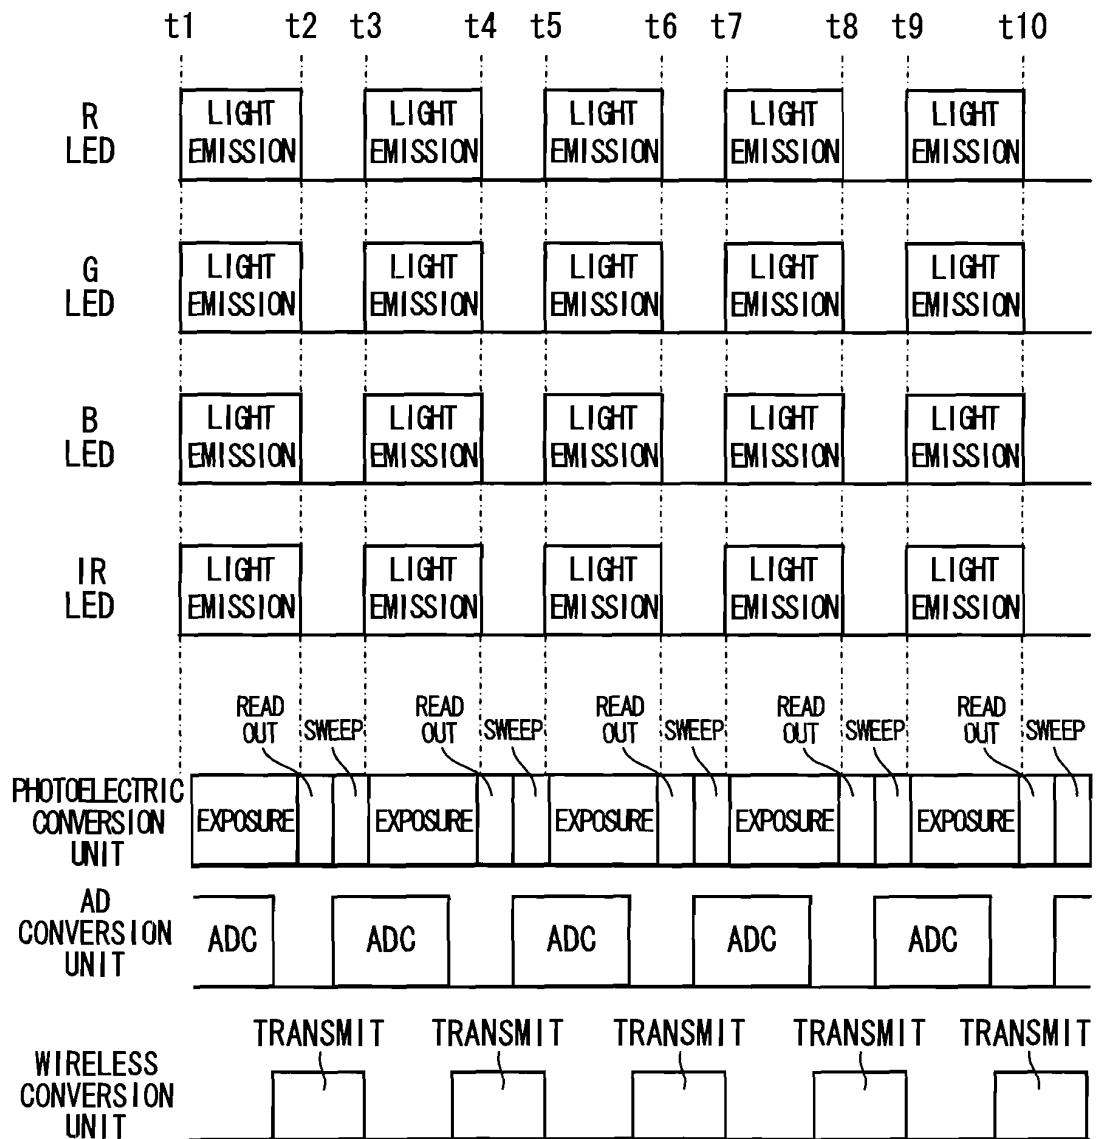 t1 t2 t3 t4 t5 t6 t7 t8 t9 t10
R
LED
LIGHT EMISSION LIGHT EMISSION LIGHT EMISSION LIGHT EMISSION LIGHT EMISSION
G
LED
LIGHT EMISSION LIGHT EMISSION LIGHT EMISSION LIGHT EMISSION LIGHT EMISSION
B
LED
LIGHT EMISSION LIGHT EMISSION LIGHT EMISSION LIGHT EMISSION LIGHT EMISSION
IR
LED
LIGHT EMISSION LIGHT EMISSION LIGHT EMISSION LIGHT EMISSION LIGHT EMISSION
READ OUT SWEEP READ OUT SWEEP READ OUT SWEEP READ OUT SWEEP READ OUT SWEEP
PHOTOELECTRIC
CONVERSION
UNIT
EXPOSURE EXPOSURE EXPOSURE EXPOSURE EXPOSURE
AD
CONVERSION
UNIT
ADC ADC ADC ADC ADC
TRANSMIT TRANSMIT TRANSMIT TRANSMIT TRANSMIT
WIRELESS
CONVERSION
UNIT